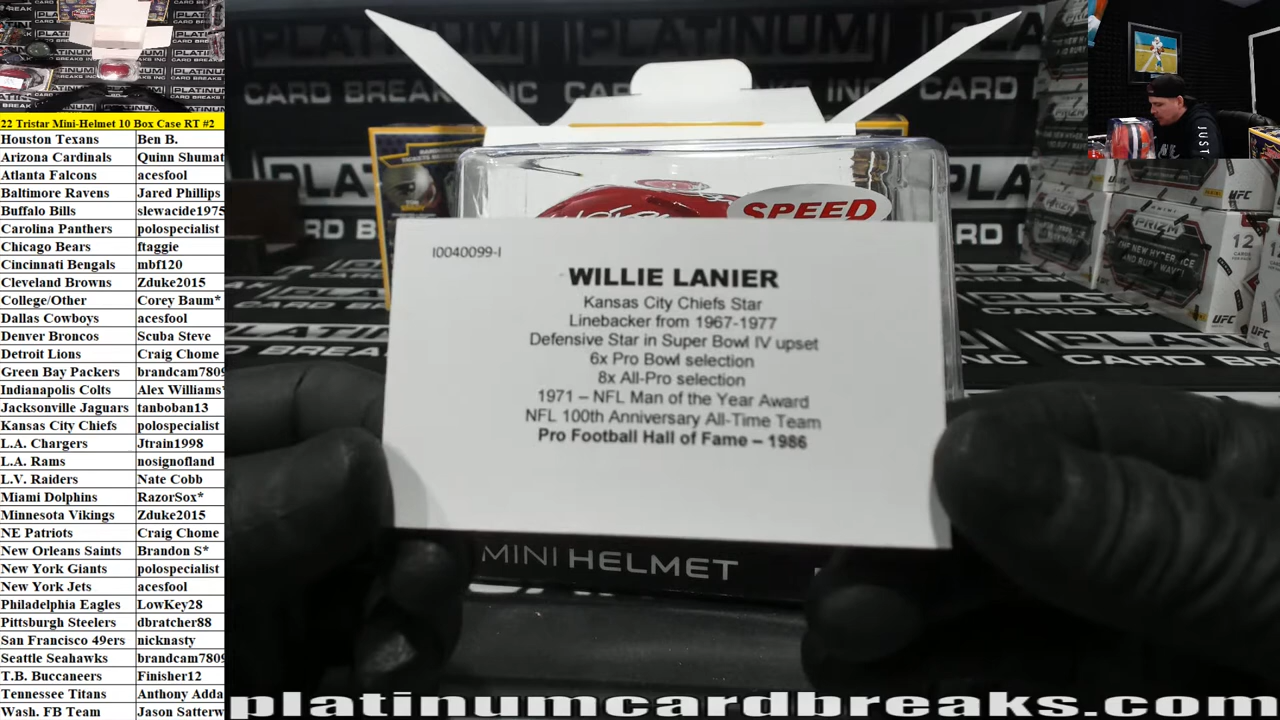 22 Tristar Mini-Helmet 10 Box Case RT #2
Houston Texans Ben B.
Arizona Cardinals Quinn Shumat
Atlanta Falcons acesfool
Baltimore Ravens Jared Phillips
Buffalo Bills slewacide1975
Carolina Panthers polospecialist
Chicago Bears ftaggie
Cincinnati Bengals mbf120
Cleveland Browns Zduke2015
College/Other Corey Baum*
Dallas Cowboys acesfool
Denver Broncos Scuba Steve
Detroit Lions Craig Chome
Green Bay Packers brandcam7809
Indianapolis Colts Alex Williams*
Jacksonville Jaguars tanboban13
Kansas City Chiefs polospecialist
L.A. Chargers Jtrain1998
L.A. Rams nosignofland
L.V. Raiders Nate Cobb
Miami Dolphins RazorSox*
Minnesota Vikings Zduke2015
NE Patriots Craig Chome
New Orleans Saints Brandon S*
New York Giants polospecialist
New York Jets acesfool
Philadelphia Eagles LowKey28
Pittsburgh Steelers dbratcher88
San Francisco 49ers nicknasty
Seattle Seahawks brandcam7809
T.B. Buccaneers Finisher12
Tennessee Titans Anthony Adda
Wash. FB Team Jason Satterw
SPEED
I0040099-I
WILLIE LANIER
Kansas City Chiefs Star
Linebacker from 1967-1977
Defensive Star in Super Bowl IV upset
6x Pro Bowl selection
8x All-Pro selection
1971 – NFL Man of the Year Award
NFL 100th Anniversary All-Time Team
Pro Football Hall of Fame – 1986
MINI HELMET
PRIZM
12
UFC
JUST
platinumcardbreaks.com